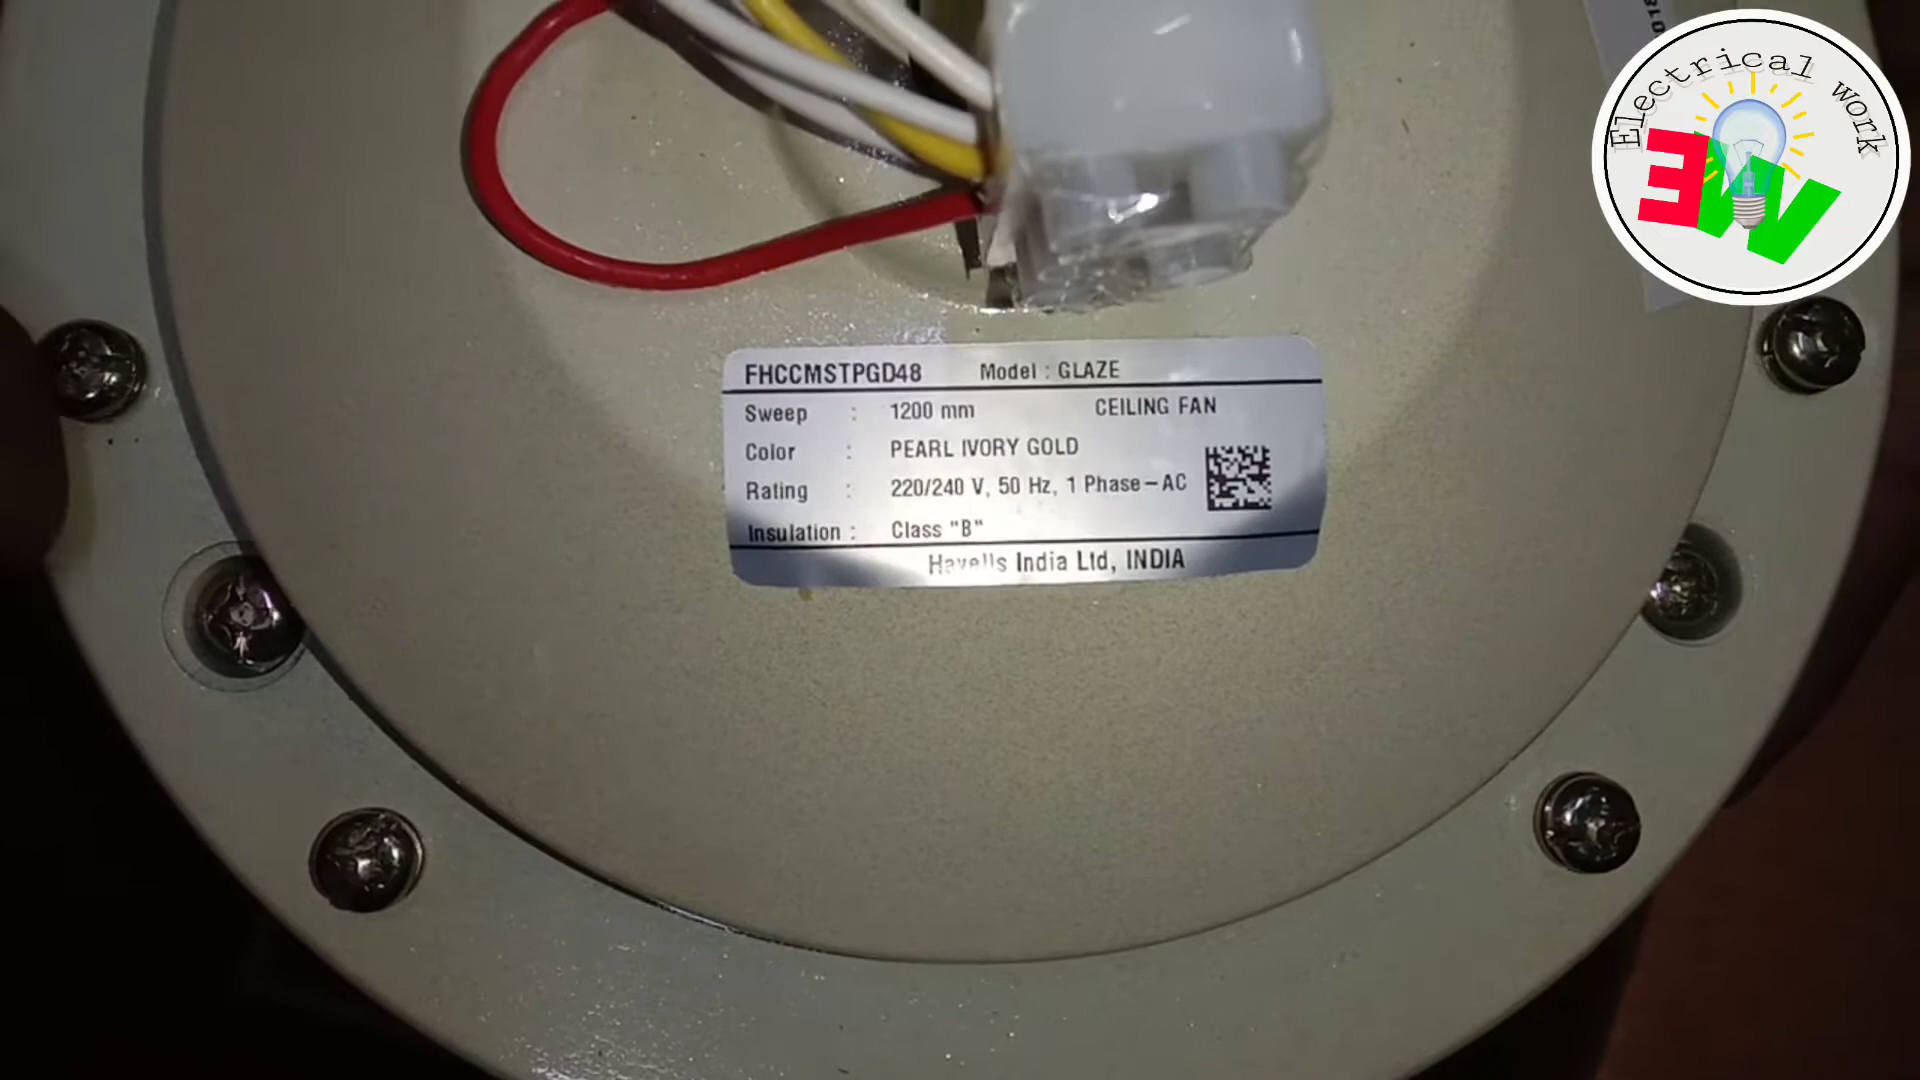 Electrical work
EW
FHCCMSTPGD48 Model : GLAZE
Sweep : 1200 mm CEILING FAN
Color : PEARL IVORY GOLD
Rating : 220/240 V, 50 Hz, 1 Phase – AC
Insulation : Class "B"
Havells India Ltd, INDIA